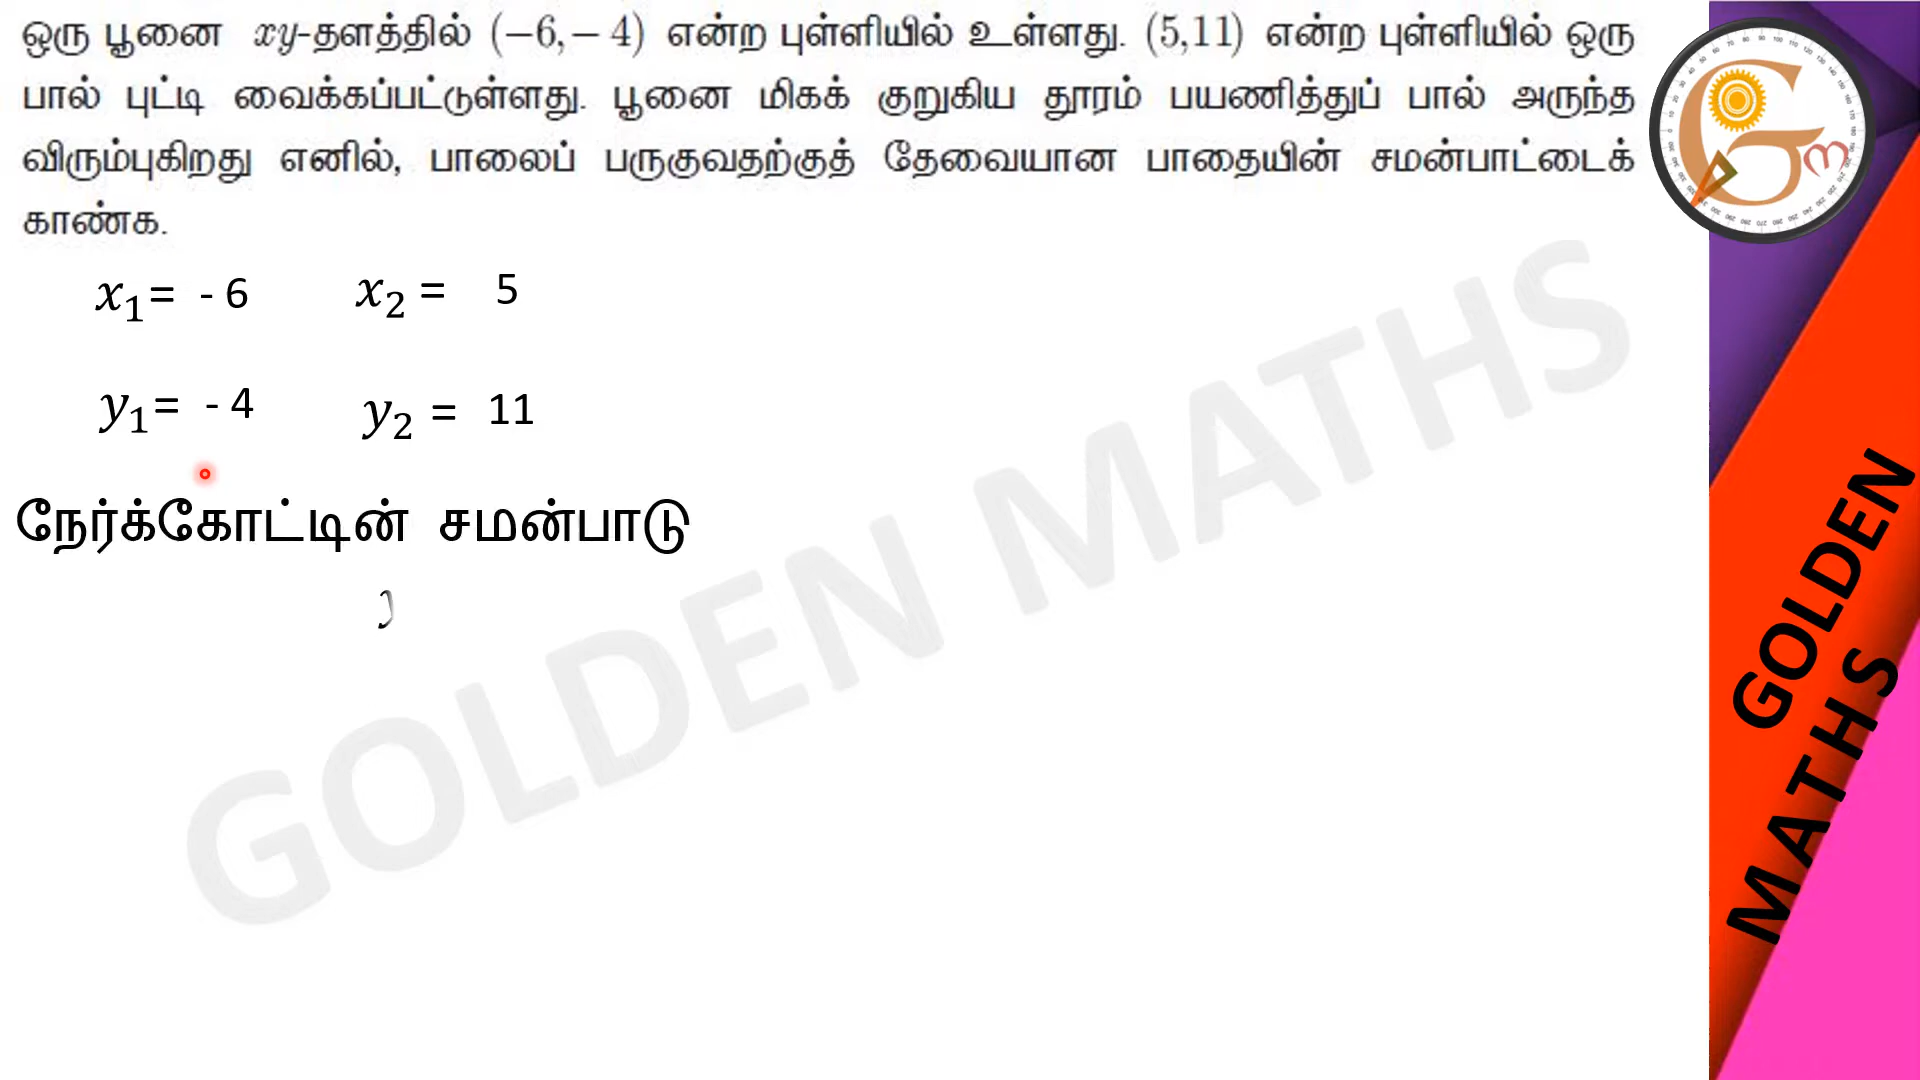 ஒரு பூனை xy-தளத்தில் (−6,− 4) என்ற புள்ளியில் உள்ளது. (5,11) என்ற புள்ளியில் ஒரு
பால் புட்டி வைக்கப்பட்டுள்ளது. பூனை மிகக் குறுகிய தூரம் பயணித்துப் பால் அருந்த
விரும்புகிறது எனில், பாலைப் பருகுவதற்குத் தேவையான பாதையின் சமன்பாட்டைக்
காண்க.
x₁= - 6 x₂ = 5
y₁= - 4 y₂ = 11
நேர்க்கோட்டின் சமன்பாடு
GOLDEN MATHS
GOLDEN
MATHS